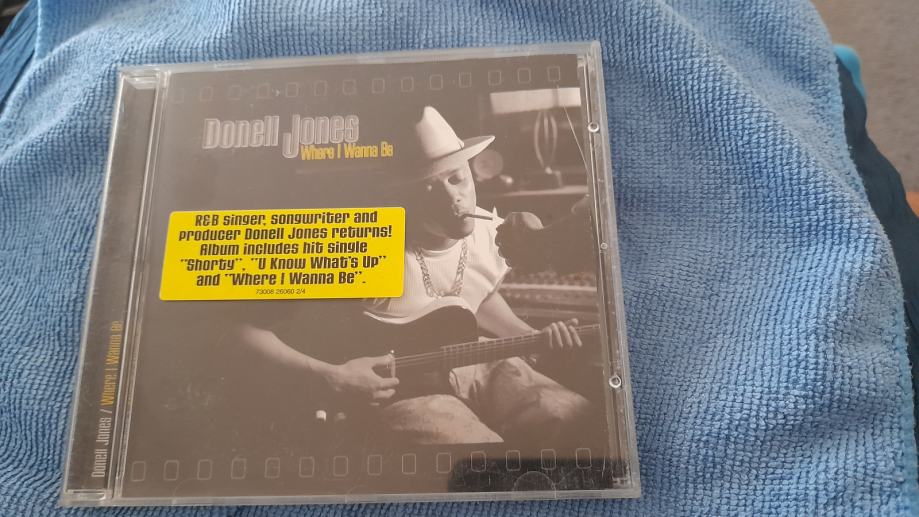 Donell Jones
Where I Wanna Be
R&B singer, songwriter and
producer Donell Jones returns!
Album includes hit single
"Shorty", "U Know What's Up"
and "Where I Wanna Be".
73008 26060 2/4
Donell Jones / Where I Wanna Be